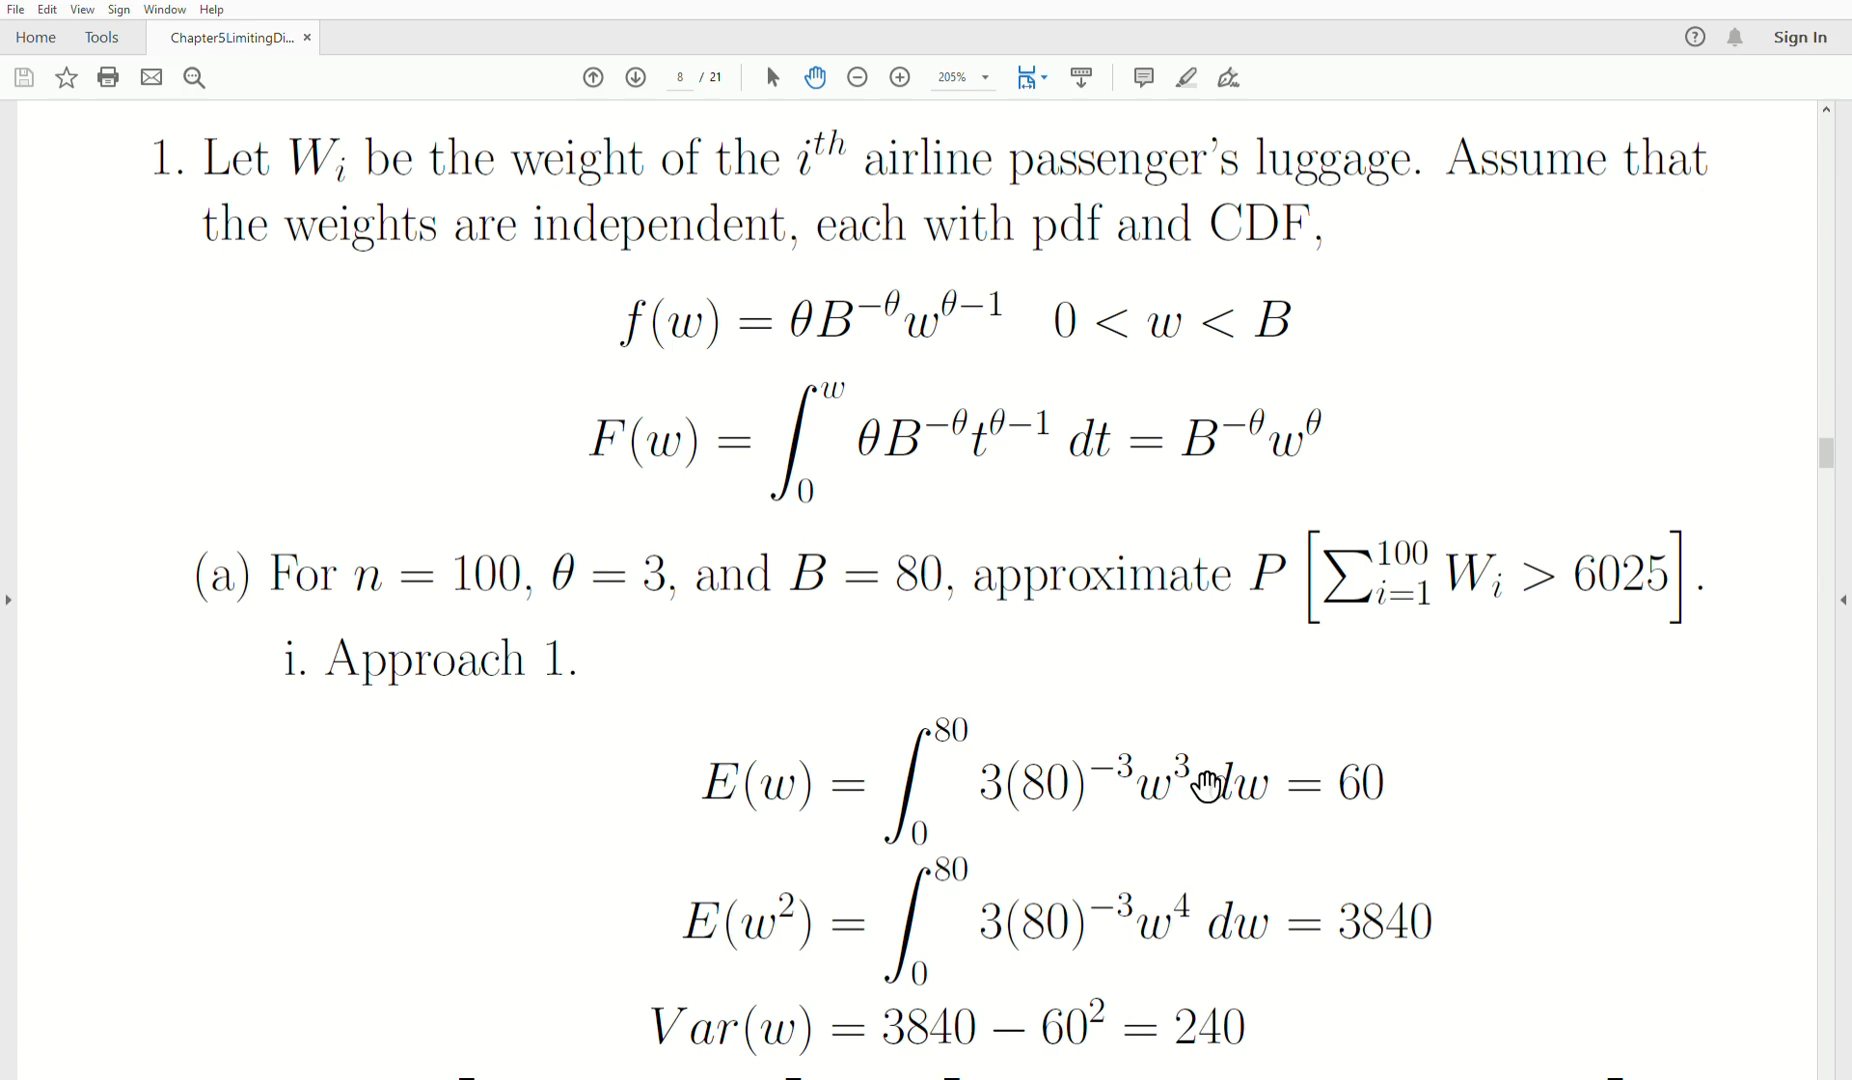 File Edit View Sign Window Help
Home Tools Chapter5LimitingDi... × Sign In
8 / 21 205%
1. Let W_i be the weight of the i^{th} airline passenger's luggage. Assume that
the weights are independent, each with pdf and CDF,
f(w) = θB^{−θ}w^{θ−1} 0 < w < B
F(w) = ∫_0^w θB^{−θ}t^{θ−1} dt = B^{−θ}w^θ
(a) For n = 100, θ = 3, and B = 80, approximate P [∑_{i=1}^{100} W_i > 6025].
i. Approach 1.
E(w) = ∫_0^{80} 3(80)^{−3}w^3 dw = 60
E(w^2) = ∫_0^{80} 3(80)^{−3}w^4 dw = 3840
Var(w) = 3840 − 60^2 = 240